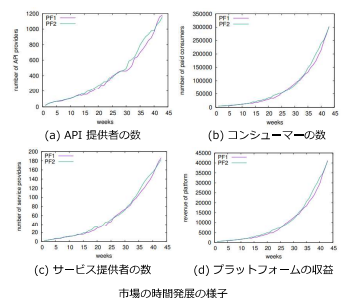 PF1
PF2
number of API providers
1200
1000
800
600
400
200
0
0 5 10 15 20 25 30 35 40 45
weeks
(a) API 提供者の数
PF1
PF2
number of paid consumers
350000
300000
250000
200000
150000
100000
50000
0
0 5 10 15 20 25 30 35 40 45
weeks
(b) コンシューマーの数
PF1
PF2
number of service providers
200
180
160
140
120
100
80
60
40
20
0
0 5 10 15 20 25 30 35 40 45
weeks
(c) サービス提供者の数
PF1
PF2
revenue of platform
45000
40000
35000
30000
25000
20000
15000
10000
5000
0
0 5 10 15 20 25 30 35 40 45
weeks
(d) プラットフォームの収益
市場の時間発展の様子